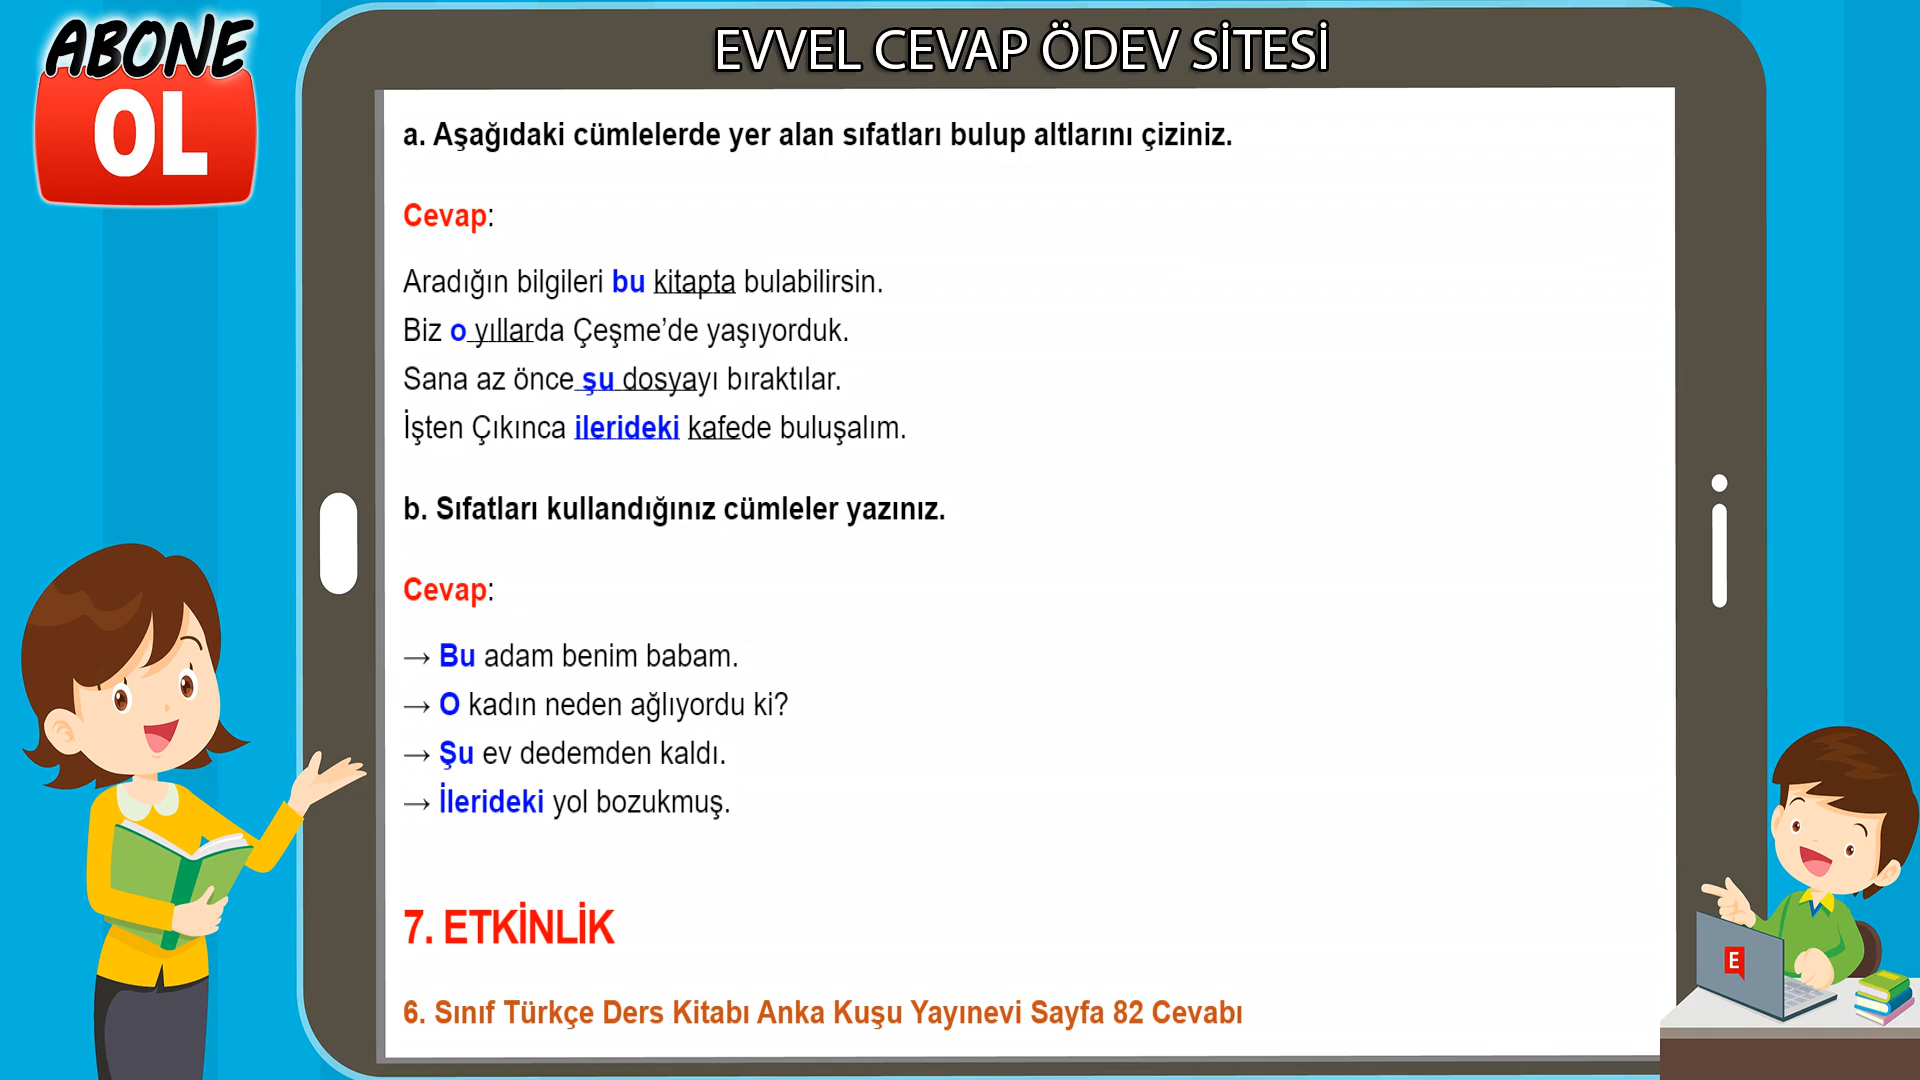 ABONE
OL
EVVEL CEVAP ÖDEV SİTESİ
a. Aşağıdaki cümlelerde yer alan sıfatları bulup altlarını çiziniz.
Cevap:
Aradığın bilgileri bu kitapta bulabilirsin.
Biz o yıllarda Çeşme’de yaşıyorduk.
Sana az önce şu dosyayı bıraktılar.
İşten Çıkınca ilerideki kafede buluşalım.
b. Sıfatları kullandığınız cümleler yazınız.
Cevap:
→ Bu adam benim babam.
→ O kadın neden ağlıyordu ki?
→ Şu ev dedemden kaldı.
→ İlerideki yol bozukmuş.
7. ETKİNLİK
6. Sınıf Türkçe Ders Kitabı Anka Kuşu Yayınevi Sayfa 82 Cevabı
E